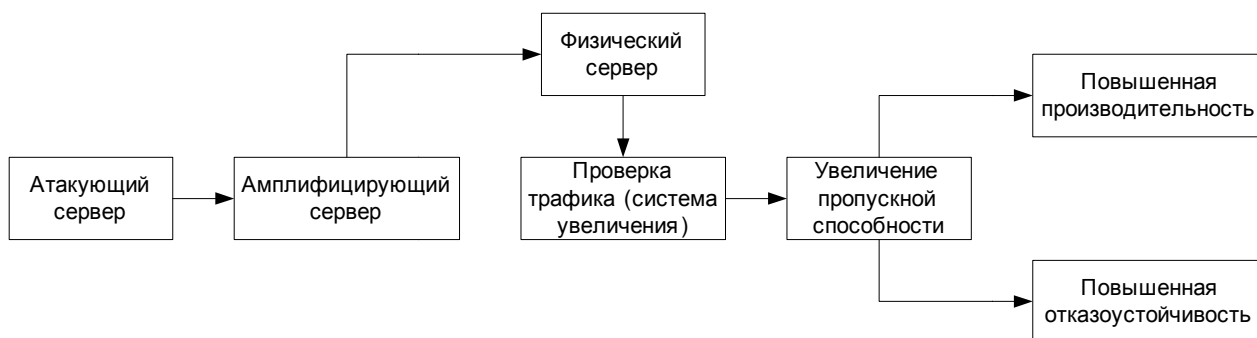 Физический
сервер
Повышенная
производительность
Атакующий
сервер
Амплифицирующий
сервер
Проверка
трафика (система
увеличения)
Увеличение
пропускной
способности
Повышенная
отказоустойчивость